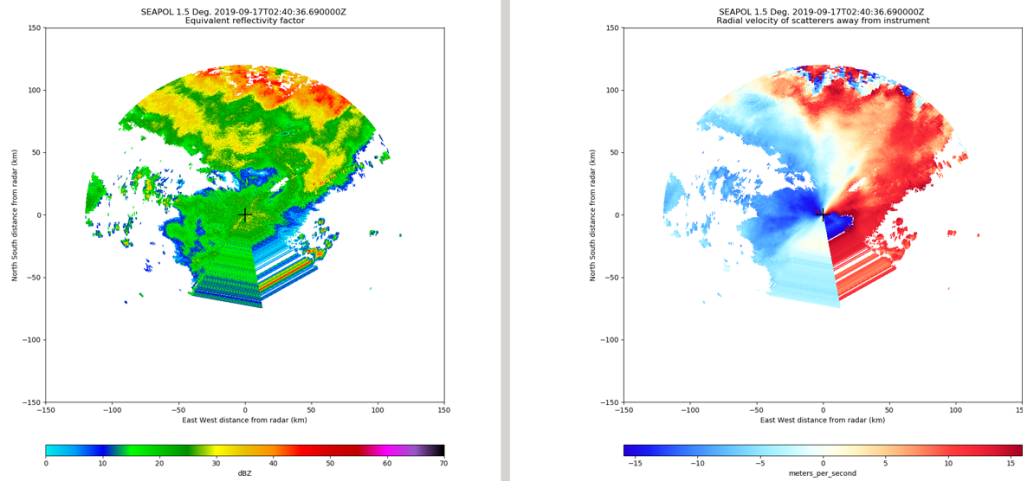 SEAPOL 1.5 Deg. 2019-09-17T02:40:36.690000Z
Equivalent reflectivity factor
150
100
50
0
−50
−100
−150
North South distance from radar (km)
−150 −100 −50 0 50 100 150
East West distance from radar (km)
0 10 20 30 40 50 60 70
dBZ
SEAPOL 1.5 Deg. 2019-09-17T02:40:36.690000Z
Radial velocity of scatterers away from instrument
150
100
50
0
−50
−100
−150
North South distance from radar (km)
−150 −100 −50 0 50 100 15
East West distance from radar (km)
−15 −10 −5 0 5 10 15
meters_per_second